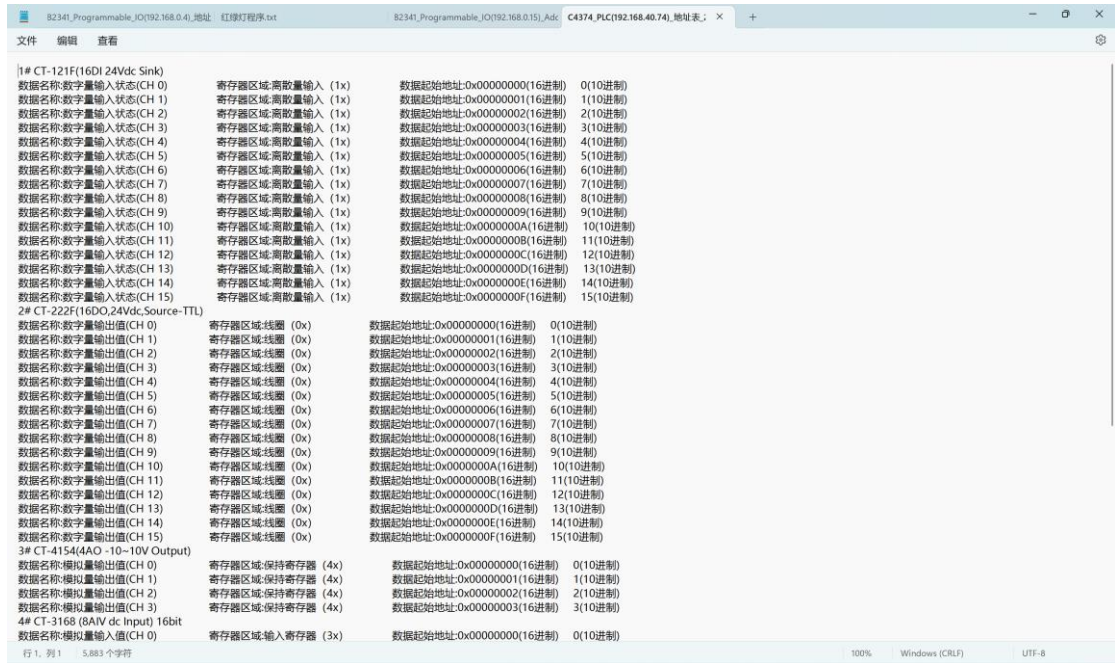 B2341_Programmable_IO(192.168.0.4)_地址 红绿灯程序.txt B2341_Programmable_IO(192.168.0.15)_Adc C4374_PLC(192.168.40.74)_地址表_;
文件 编辑 查看
1# CT-121F(16DI 24Vdc Sink)
数据名称:数字量输入状态(CH 0) 寄存器区域:离散量输入 (1x) 数据起始地址:0x00000000(16进制) 0(10进制)
数据名称:数字量输入状态(CH 1) 寄存器区域:离散量输入 (1x) 数据起始地址:0x00000001(16进制) 1(10进制)
数据名称:数字量输入状态(CH 2) 寄存器区域:离散量输入 (1x) 数据起始地址:0x00000002(16进制) 2(10进制)
数据名称:数字量输入状态(CH 3) 寄存器区域:离散量输入 (1x) 数据起始地址:0x00000003(16进制) 3(10进制)
数据名称:数字量输入状态(CH 4) 寄存器区域:离散量输入 (1x) 数据起始地址:0x00000004(16进制) 4(10进制)
数据名称:数字量输入状态(CH 5) 寄存器区域:离散量输入 (1x) 数据起始地址:0x00000005(16进制) 5(10进制)
数据名称:数字量输入状态(CH 6) 寄存器区域:离散量输入 (1x) 数据起始地址:0x00000006(16进制) 6(10进制)
数据名称:数字量输入状态(CH 7) 寄存器区域:离散量输入 (1x) 数据起始地址:0x00000007(16进制) 7(10进制)
数据名称:数字量输入状态(CH 8) 寄存器区域:离散量输入 (1x) 数据起始地址:0x00000008(16进制) 8(10进制)
数据名称:数字量输入状态(CH 9) 寄存器区域:离散量输入 (1x) 数据起始地址:0x00000009(16进制) 9(10进制)
数据名称:数字量输入状态(CH 10) 寄存器区域:离散量输入 (1x) 数据起始地址:0x0000000A(16进制) 10(10进制)
数据名称:数字量输入状态(CH 11) 寄存器区域:离散量输入 (1x) 数据起始地址:0x0000000B(16进制) 11(10进制)
数据名称:数字量输入状态(CH 12) 寄存器区域:离散量输入 (1x) 数据起始地址:0x0000000C(16进制) 12(10进制)
数据名称:数字量输入状态(CH 13) 寄存器区域:离散量输入 (1x) 数据起始地址:0x0000000D(16进制) 13(10进制)
数据名称:数字量输入状态(CH 14) 寄存器区域:离散量输入 (1x) 数据起始地址:0x0000000E(16进制) 14(10进制)
数据名称:数字量输入状态(CH 15) 寄存器区域:离散量输入 (1x) 数据起始地址:0x0000000F(16进制) 15(10进制)
2# CT-222F(16DO,24Vdc,Source-TTL)
数据名称:数字量输出值(CH 0) 寄存器区域:线圈 (0x) 数据起始地址:0x00000000(16进制) 0(10进制)
数据名称:数字量输出值(CH 1) 寄存器区域:线圈 (0x) 数据起始地址:0x00000001(16进制) 1(10进制)
数据名称:数字量输出值(CH 2) 寄存器区域:线圈 (0x) 数据起始地址:0x00000002(16进制) 2(10进制)
数据名称:数字量输出值(CH 3) 寄存器区域:线圈 (0x) 数据起始地址:0x00000003(16进制) 3(10进制)
数据名称:数字量输出值(CH 4) 寄存器区域:线圈 (0x) 数据起始地址:0x00000004(16进制) 4(10进制)
数据名称:数字量输出值(CH 5) 寄存器区域:线圈 (0x) 数据起始地址:0x00000005(16进制) 5(10进制)
数据名称:数字量输出值(CH 6) 寄存器区域:线圈 (0x) 数据起始地址:0x00000006(16进制) 6(10进制)
数据名称:数字量输出值(CH 7) 寄存器区域:线圈 (0x) 数据起始地址:0x00000007(16进制) 7(10进制)
数据名称:数字量输出值(CH 8) 寄存器区域:线圈 (0x) 数据起始地址:0x00000008(16进制) 8(10进制)
数据名称:数字量输出值(CH 9) 寄存器区域:线圈 (0x) 数据起始地址:0x00000009(16进制) 9(10进制)
数据名称:数字量输出值(CH 10) 寄存器区域:线圈 (0x) 数据起始地址:0x0000000A(16进制) 10(10进制)
数据名称:数字量输出值(CH 11) 寄存器区域:线圈 (0x) 数据起始地址:0x0000000B(16进制) 11(10进制)
数据名称:数字量输出值(CH 12) 寄存器区域:线圈 (0x) 数据起始地址:0x0000000C(16进制) 12(10进制)
数据名称:数字量输出值(CH 13) 寄存器区域:线圈 (0x) 数据起始地址:0x0000000D(16进制) 13(10进制)
数据名称:数字量输出值(CH 14) 寄存器区域:线圈 (0x) 数据起始地址:0x0000000E(16进制) 14(10进制)
数据名称:数字量输出值(CH 15) 寄存器区域:线圈 (0x) 数据起始地址:0x0000000F(16进制) 15(10进制)
3# CT-4154(4AO -10~10V Output)
数据名称:模拟量输出值(CH 0) 寄存器区域:保持寄存器 (4x) 数据起始地址:0x00000000(16进制) 0(10进制)
数据名称:模拟量输出值(CH 1) 寄存器区域:保持寄存器 (4x) 数据起始地址:0x00000001(16进制) 1(10进制)
数据名称:模拟量输出值(CH 2) 寄存器区域:保持寄存器 (4x) 数据起始地址:0x00000002(16进制) 2(10进制)
数据名称:模拟量输出值(CH 3) 寄存器区域:保持寄存器 (4x) 数据起始地址:0x00000003(16进制) 3(10进制)
4# CT-3168 (8AIV dc Input) 16bit
数据名称:模拟量输入值(CH 0) 寄存器区域:输入寄存器 (3x) 数据起始地址:0x00000000(16进制) 0(10进制)
行 1, 列 1 5,883 个字符 100% Windows (CRLF) UTF-8